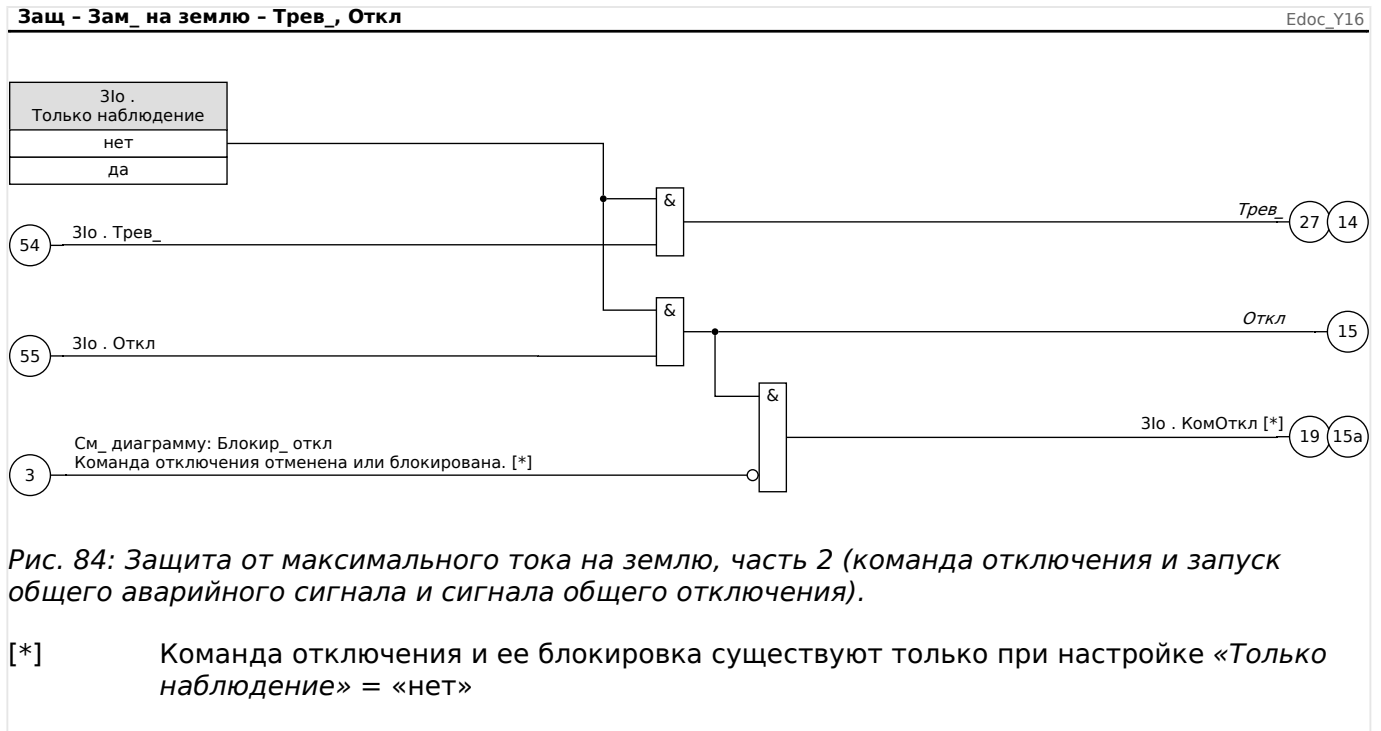 Защ – Зам_ на землю – Трев_, Откл
Edoc_Y16
3Io .
Только наблюдение
нет
да
&
54
3Io . Трев_
Трев_
27
14
&
55
3Io . Откл
Откл
15
&
3Io . КомОткл [*]
19
15a
См_ диаграмму: Блокир_ откл
3
Команда отключения отменена или блокирована. [*]
Рис. 84: Защита от максимального тока на землю, часть 2 (команда отключения и запуск
общего аварийного сигнала и сигнала общего отключения).
[*] Команда отключения и ее блокировка существуют только при настройке «Только
наблюдение» = «нет»